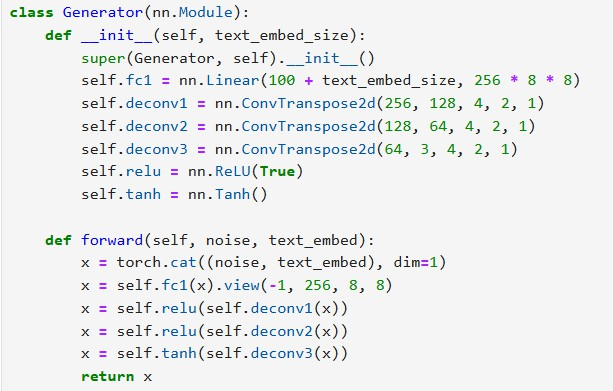 class Generator(nn.Module):
    def __init__(self, text_embed_size):
        super(Generator, self).__init__()
        self.fc1 = nn.Linear(100 + text_embed_size, 256 * 8 * 8)
        self.deconv1 = nn.ConvTranspose2d(256, 128, 4, 2, 1)
        self.deconv2 = nn.ConvTranspose2d(128, 64, 4, 2, 1)
        self.deconv3 = nn.ConvTranspose2d(64, 3, 4, 2, 1)
        self.relu = nn.ReLU(True)
        self.tanh = nn.Tanh()

    def forward(self, noise, text_embed):
        x = torch.cat((noise, text_embed), dim=1)
        x = self.fc1(x).view(-1, 256, 8, 8)
        x = self.relu(self.deconv1(x))
        x = self.relu(self.deconv2(x))
        x = self.tanh(self.deconv3(x))
        return x